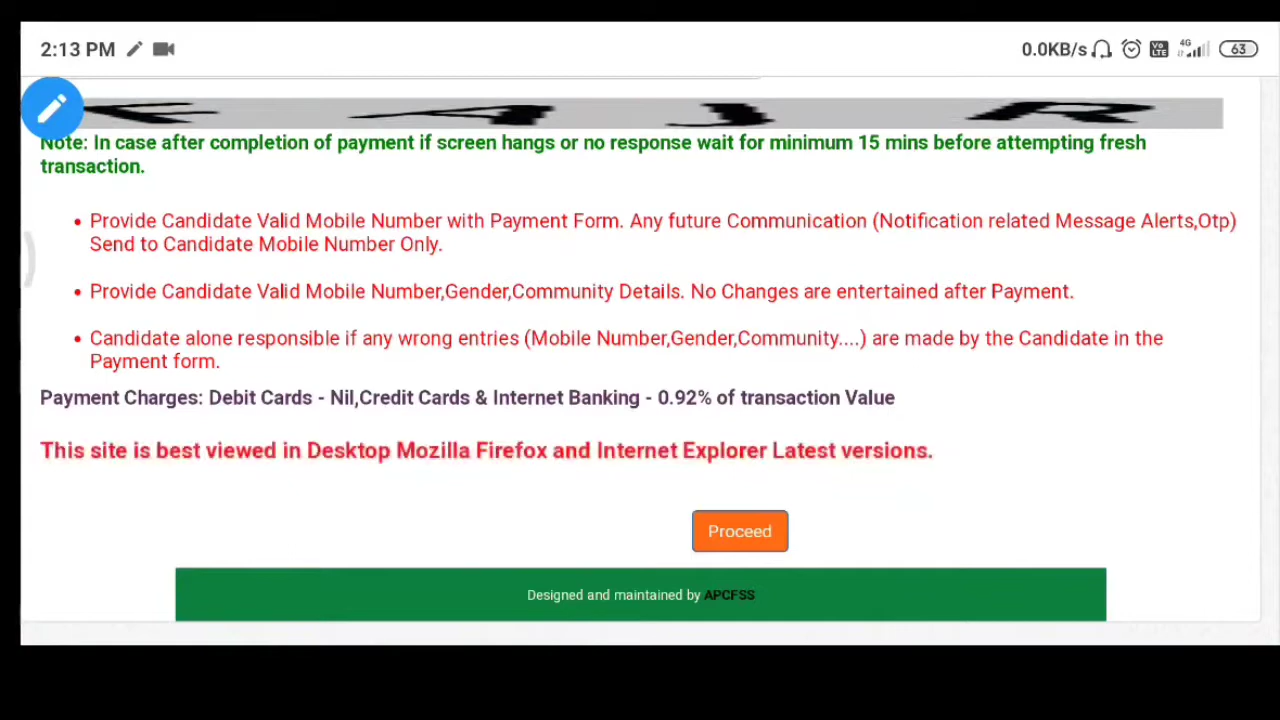 2:13 PM 0.0KB/s Vo LTE 4G 63
F A J R
Note: In case after completion of payment if screen hangs or no response wait for minimum 15 mins before attempting fresh
transaction.
• Provide Candidate Valid Mobile Number with Payment Form. Any future Communication (Notification related Message Alerts,Otp)
Send to Candidate Mobile Number Only.
• Provide Candidate Valid Mobile Number,Gender,Community Details. No Changes are entertained after Payment.
• Candidate alone responsible if any wrong entries (Mobile Number,Gender,Community....) are made by the Candidate in the
Payment form.
Payment Charges: Debit Cards - Nil,Credit Cards & Internet Banking - 0.92% of transaction Value
This site is best viewed in Desktop Mozilla Firefox and Internet Explorer Latest versions.
Proceed
Designed and maintained by APCFSS